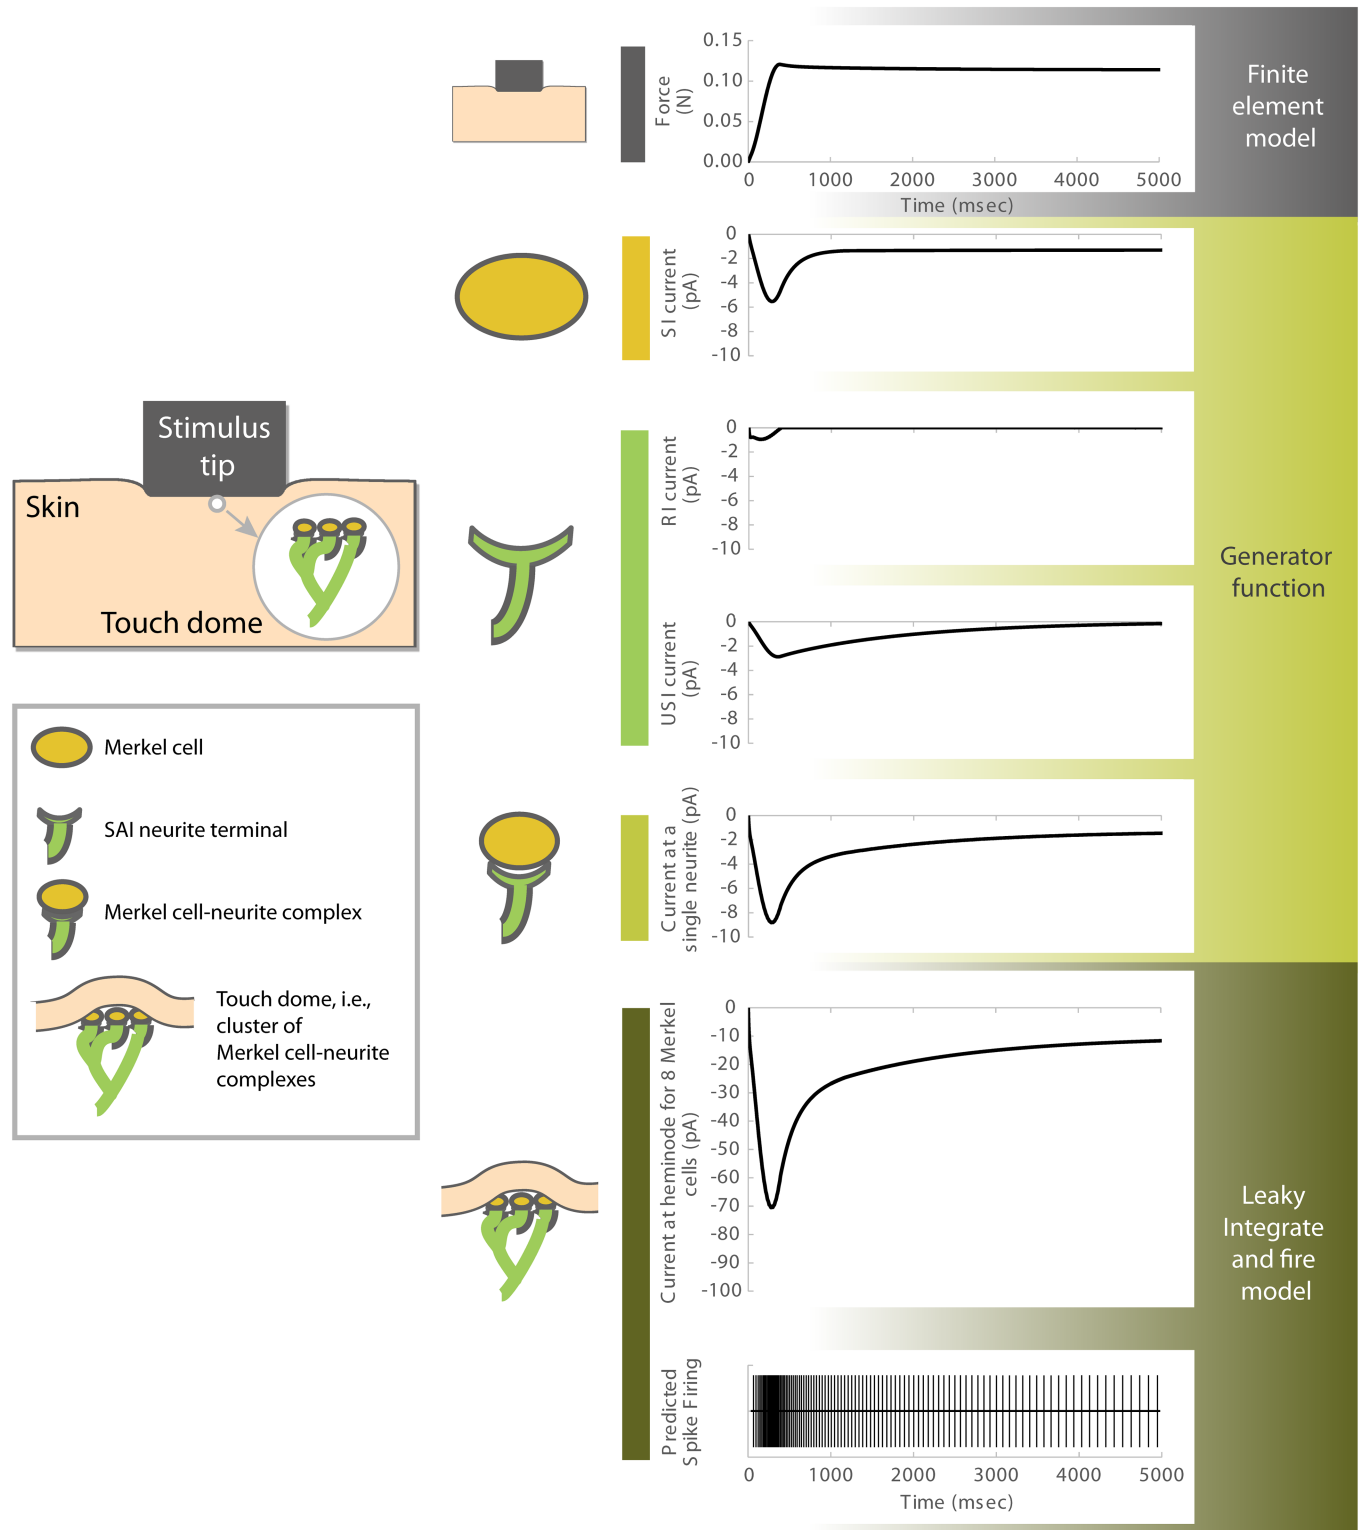 Stimulus
tip
Skin
Touch dome
Merkel cell
SAI neurite terminal
Merkel cell-neurite complex
Touch dome, i.e.,
cluster of
Merkel cell-neurite
complexes
Force
(N)
0.15
0.10
0.05
0.00
0 1000 2000 3000 4000 5000
Time (msec)
Finite
element
model
SI current
(pA)
0
-2
-4
-6
-8
-10
RI current
(pA)
0
-2
-4
-6
-8
-10
USI current
(pA)
0
-2
-4
-6
-8
-10
Current at a
single neurite (pA)
0
-2
-4
-6
-8
-10
Generator
function
Current at heminode for 8 Merkel
cells (pA)
0
-10
-20
-30
-40
-50
-60
-70
-80
-90
-100
Predicted
Spike Firing
0 1000 2000 3000 4000 5000
Time (msec)
Leaky
Integrate
and fire
model